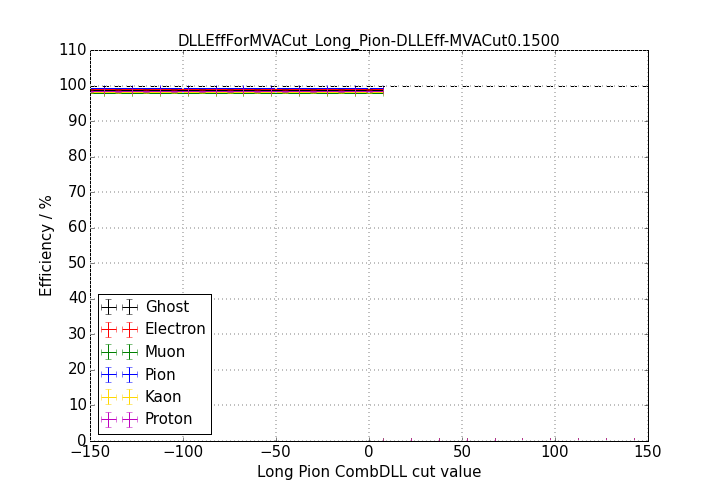 DLLEffForMVACut_Long_Pion-DLLEff-MVACut0.1500
110
100
90
80
70
60
50
40
30
20
10
0
Efficiency / %
Ghost
Electron
Muon
Pion
Kaon
Proton
−150 −100 −50 0 50 100 150
Long Pion CombDLL cut value